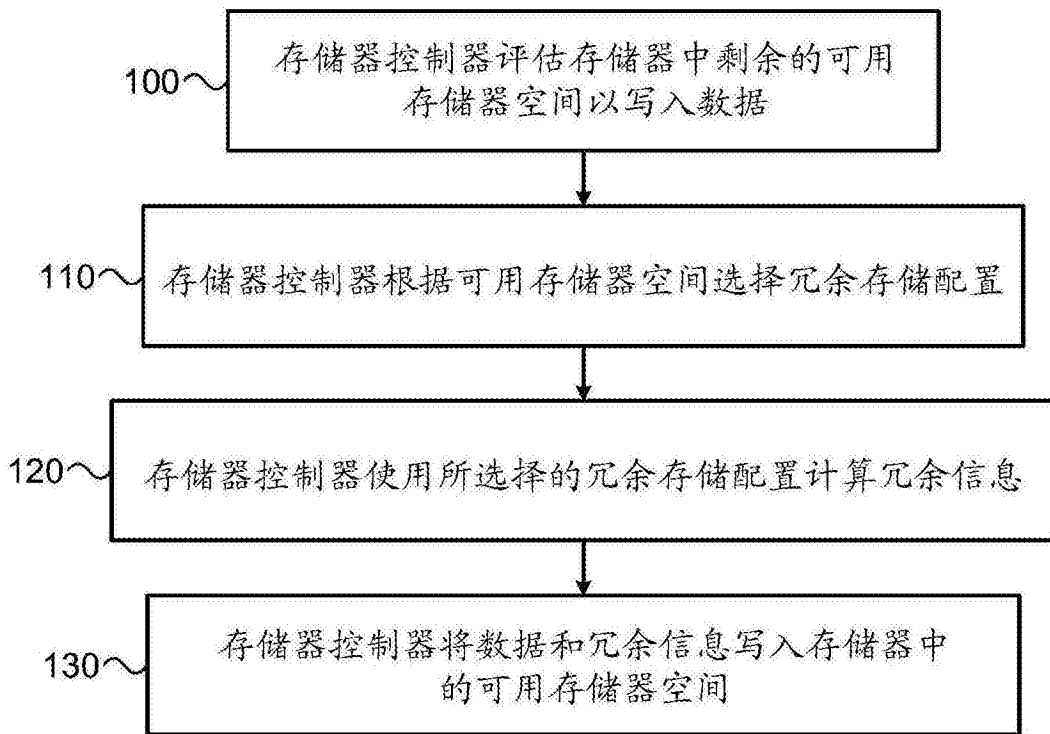 100
存储器控制器评估存储器中剩余的可用
存储器空间以写入数据
110
存储器控制器根据可用存储器空间选择冗余存储配置
120
存储器控制器使用所选择的冗余存储配置计算冗余信息
130
存储器控制器将数据和冗余信息写入存储器中
的可用存储器空间